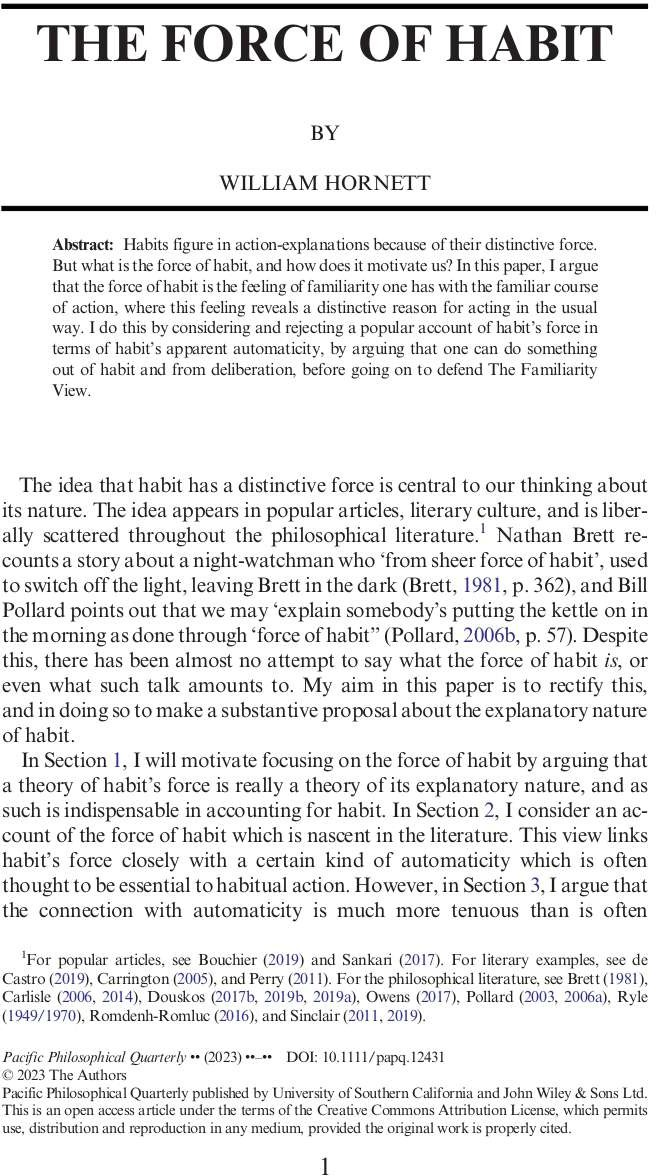 THE FORCE OF HABIT
BY
WILLIAM HORNETT
Abstract: Habits figure in action-explanations because of their distinctive force.
But what is the force of habit, and how does it motivate us? In this paper, I argue
that the force of habit is the feeling of familiarity one has with the familiar course
of action, where this feeling reveals a distinctive reason for acting in the usual
way. I do this by considering and rejecting a popular account of habit's force in
terms of habit's apparent automaticity, by arguing that one can do something
out of habit and from deliberation, before going on to defend The Familiarity
View.
The idea that habit has a distinctive force is central to our thinking about
its nature. The idea appears in popular articles, literary culture, and is liber-
ally scattered throughout the philosophical literature.1 Nathan Brett re-
counts a story about a night-watchman who ‘from sheer force of habit’, used
to switch off the light, leaving Brett in the dark (Brett, 1981, p. 362), and Bill
Pollard points out that we may ‘explain somebody's putting the kettle on in
the morning as done through ‘force of habit” (Pollard, 2006b, p. 57). Despite
this, there has been almost no attempt to say what the force of habit is, or
even what such talk amounts to. My aim in this paper is to rectify this,
and in doing so to make a substantive proposal about the explanatory nature
of habit.
In Section 1, I will motivate focusing on the force of habit by arguing that
a theory of habit's force is really a theory of its explanatory nature, and as
such is indispensable in accounting for habit. In Section 2, I consider an ac-
count of the force of habit which is nascent in the literature. This view links
habit's force closely with a certain kind of automaticity which is often
thought to be essential to habitual action. However, in Section 3, I argue that
the connection with automaticity is much more tenuous than is often
1For popular articles, see Bouchier (2019) and Sankari (2017). For literary examples, see de
Castro (2019), Carrington (2005), and Perry (2011). For the philosophical literature, see Brett (1981),
Carlisle (2006, 2014), Douskos (2017b, 2019b, 2019a), Owens (2017), Pollard (2003, 2006a), Ryle
(1949/1970), Romdenh-Romluc (2016), and Sinclair (2011, 2019).
Pacific Philosophical Quarterly •• (2023) ••–•• DOI: 10.1111/papq.12431
© 2023 The Authors
Pacific Philosophical Quarterly published by University of Southern California and John Wiley & Sons Ltd.
This is an open access article under the terms of the Creative Commons Attribution License, which permits
use, distribution and reproduction in any medium, provided the original work is properly cited.
1